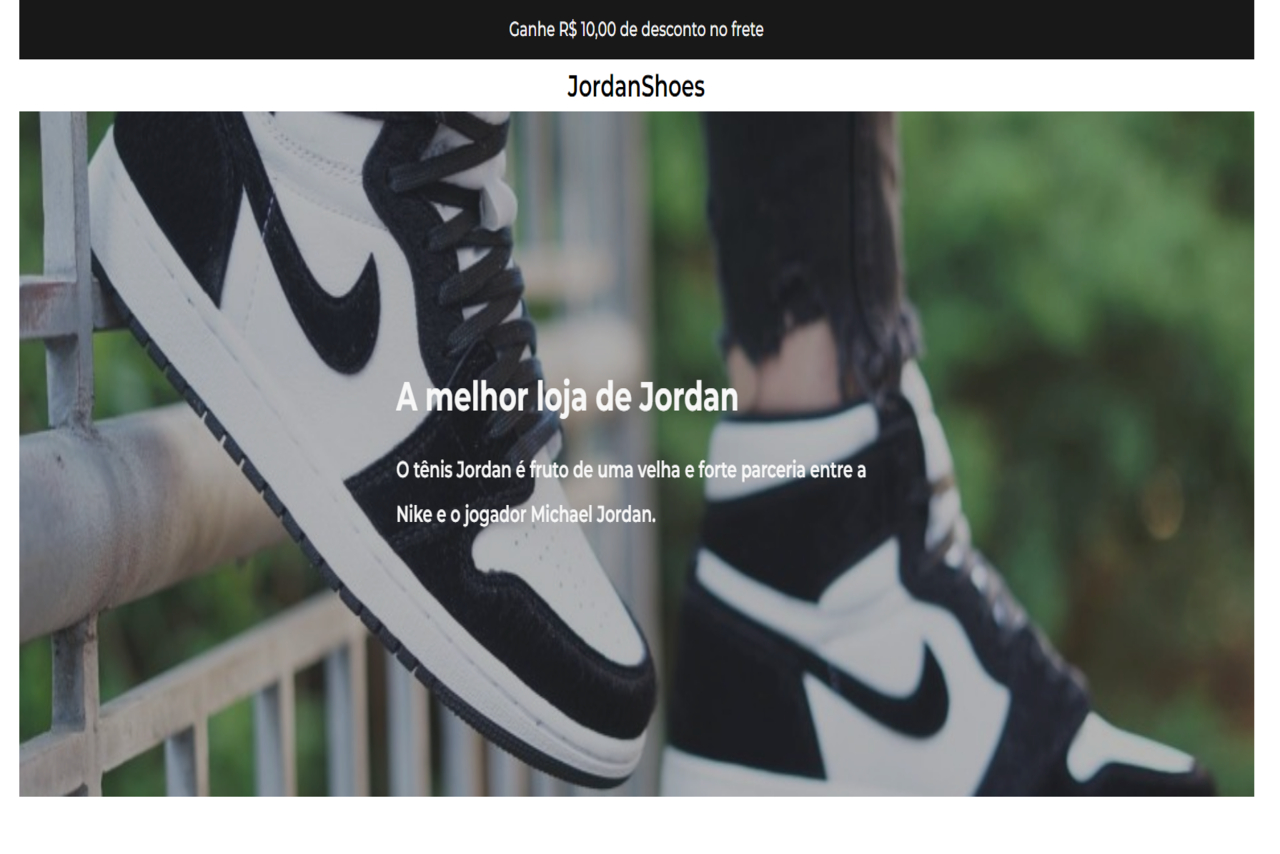 Ganhe R$ 10,00 de desconto no frete
JordanShoes
A melhor loja de Jordan
O tênis Jordan é fruto de uma velha e forte parceria entre a
Nike e o jogador Michael Jordan.